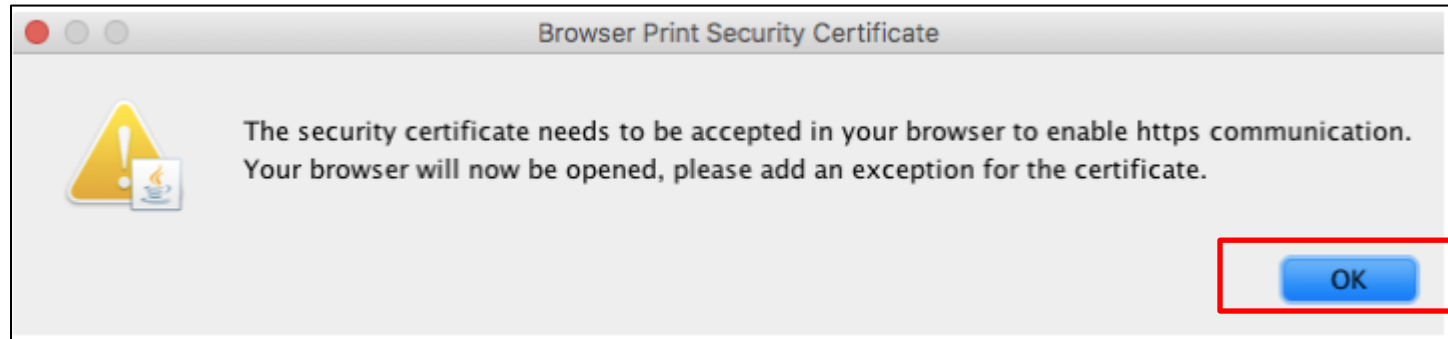 Browser Print Security Certificate
The security certificate needs to be accepted in your browser to enable https communication.
Your browser will now be opened, please add an exception for the certificate.
OK